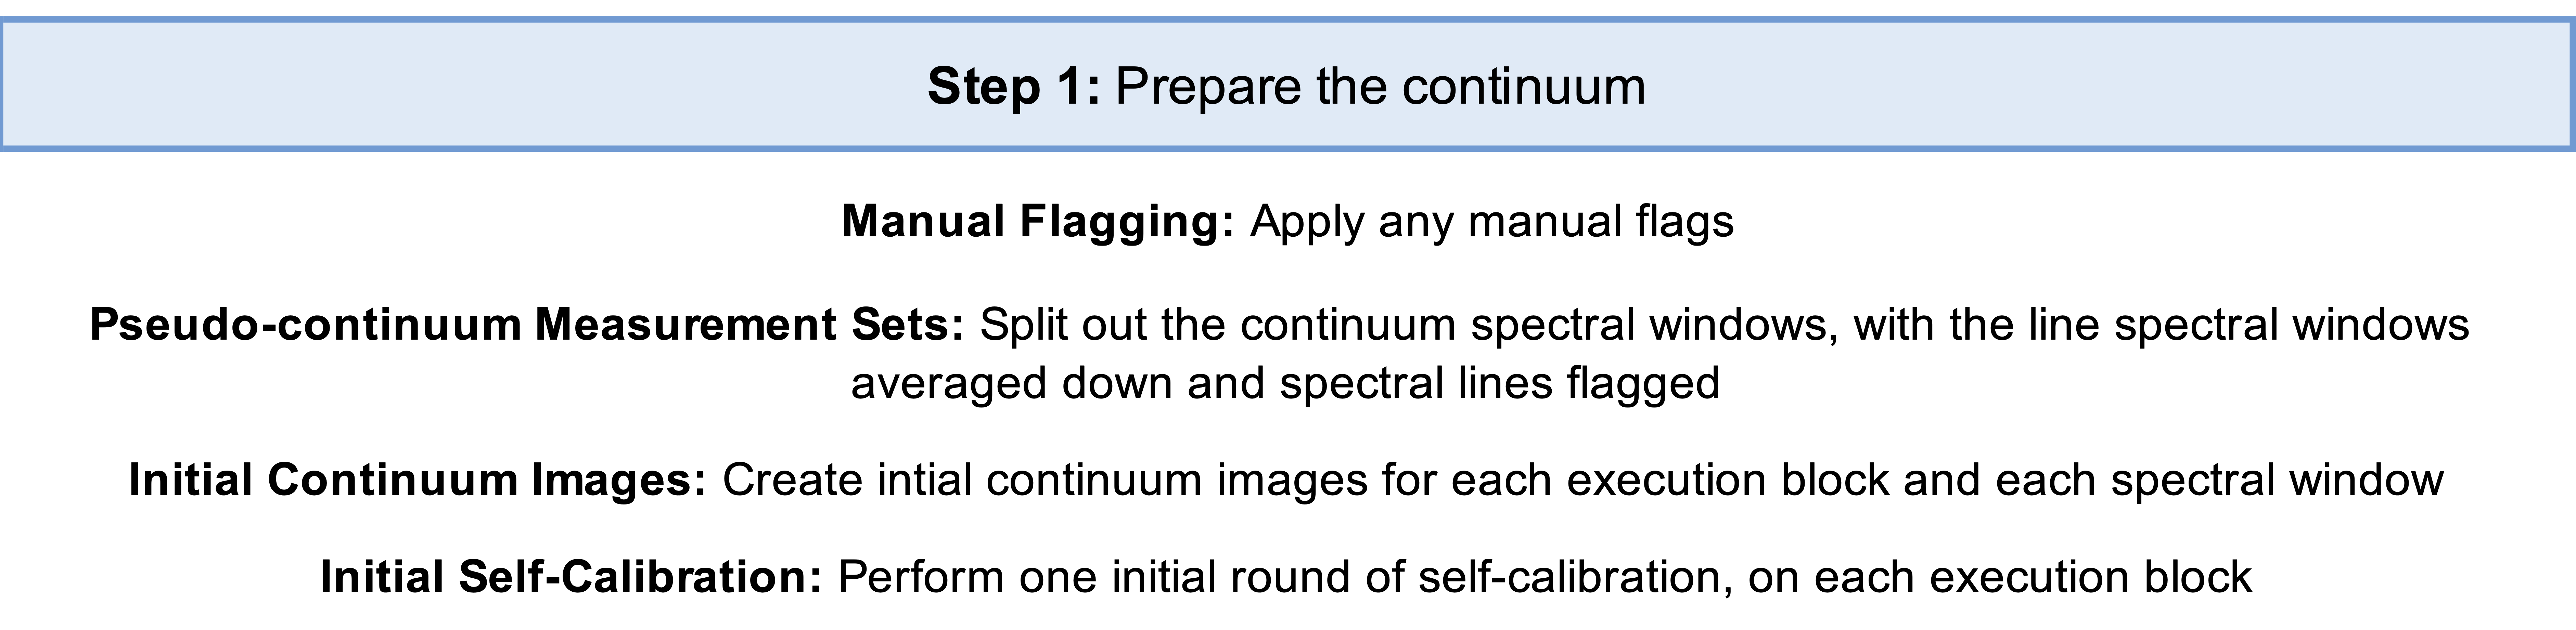 Step 1: Prepare the continuum
Manual Flagging: Apply any manual flags
Pseudo-continuum Measurement Sets: Split out the continuum spectral windows, with the line spectral windows
averaged down and spectral lines flagged
Initial Continuum Images: Create intial continuum images for each execution block and each spectral window
Initial Self-Calibration: Perform one initial round of self-calibration, on each execution block